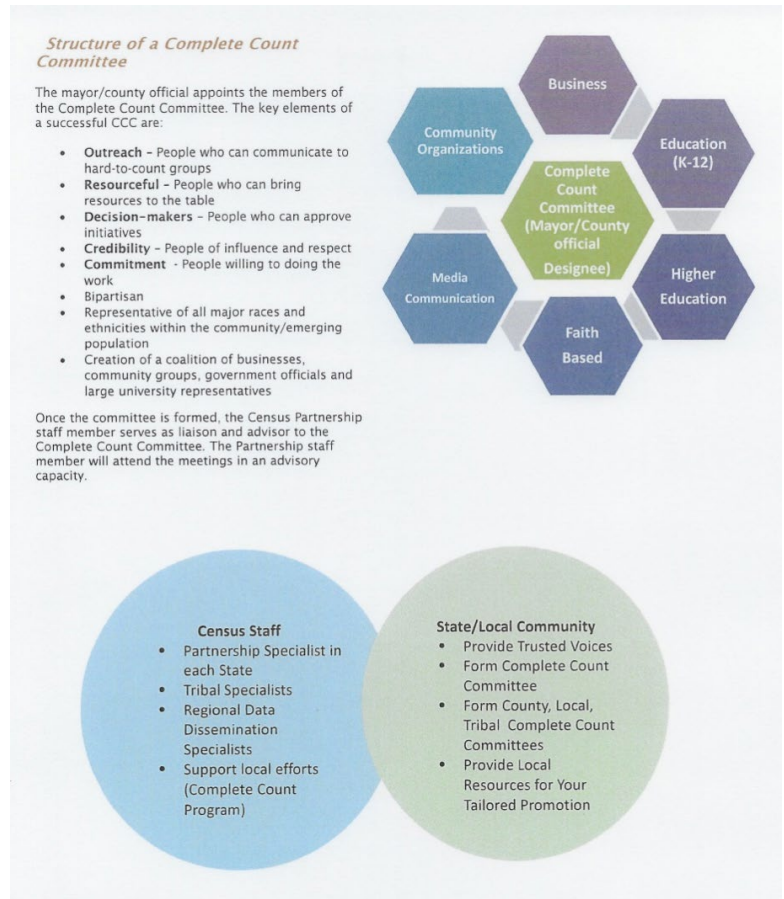 Structure of a Complete Count
Committee
The mayor/county official appoints the members of
the Complete Count Committee. The key elements of
a successful CCC are:
• Outreach – People who can communicate to
hard-to-count groups
• Resourceful – People who can bring
resources to the table
• Decision-makers – People who can approve
initiatives
• Credibility – People of influence and respect
• Commitment - People willing to doing the
work
• Bipartisan
• Representative of all major races and
ethnicities within the community/emerging
population
• Creation of a coalition of businesses,
community groups, government officials and
large university representatives
Once the committee is formed, the Census Partnership
staff member serves as liaison and advisor to the
Complete Count Committee. The Partnership staff
member will attend the meetings in an advisory
capacity.
Business
Education
(K-12)
Higher
Education
Faith
Based
Media
Communication
Community
Organizations
Complete
Count
Committee
(Mayor/County
official
Designee)
Census Staff
• Partnership Specialist in
each State
• Tribal Specialists
• Regional Data
Dissemination
Specialists
• Support local efforts
(Complete Count
Program)
State/Local Community
• Provide Trusted Voices
• Form Complete Count
Committee
• Form County, Local,
Tribal Complete Count
Committees
• Provide Local
Resources for Your
Tailored Promotion